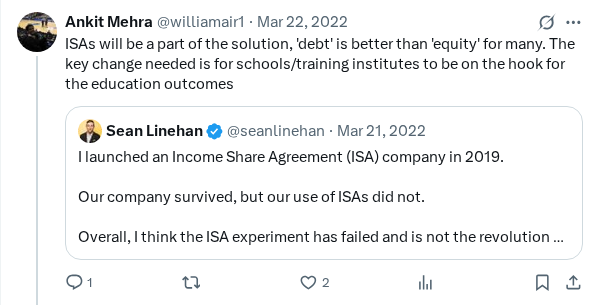 Ankit Mehra @williamair1 · Mar 22, 2022
ISAs will be a part of the solution, 'debt' is better than 'equity' for many. The
key change needed is for schools/training institutes to be on the hook for
the education outcomes
Sean Linehan @seanlinehan · Mar 21, 2022
I launched an Income Share Agreement (ISA) company in 2019.
Our company survived, but our use of ISAs did not.
Overall, I think the ISA experiment has failed and is not the revolution ...
1 2